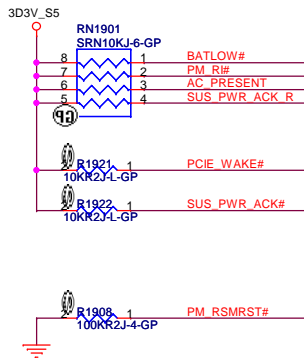 3D3V_S5
RN1901
SRN10KJ-6-GP
8 1 BATLOW#
7 2 PM_RI#
6 3 AC_PRESENT
5 4 SUS_PWR_ACK_R
R1921
2 1 PCIE_WAKE#
10KR2J-L-GP
R1922
2 1 SUS_PWR_ACK#
10KR2J-L-GP
R1908
2 1 PM_RSMRST#
100KR2J-4-GP